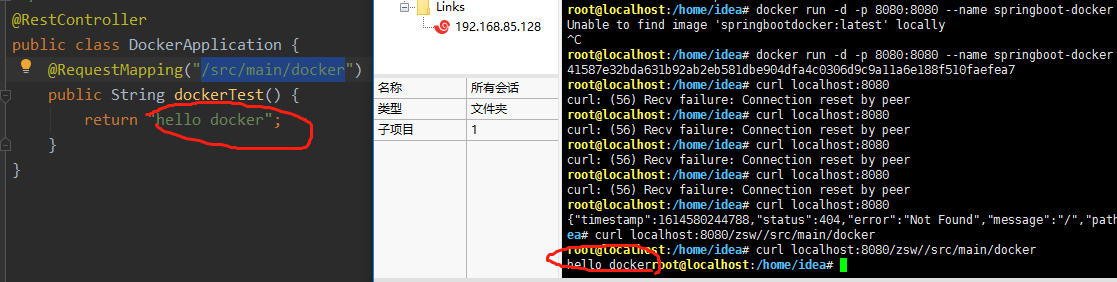 @RestController
public class DockerApplication {
@RequestMapping("/src/main/docker")
public String dockerTest() {
return "hello docker";
}
}
Links
192.168.85.128
名称 所有会话
类型 文件夹
子项目 1
root@localhost:/home/idea# docker run -d -p 8080:8080 --name springboot-docker
Unable to find image 'springbootdocker:latest' locally
^C
root@localhost:/home/idea# docker run -d -p 8080:8080 --name springboot-docker
41587e32bda631b92ab2eb581dbe904dfa4c0306d9c9a11a6e188f510faefea7
root@localhost:/home/idea# curl localhost:8080
curl: (56) Recv failure: Connection reset by peer
root@localhost:/home/idea# curl localhost:8080
curl: (56) Recv failure: Connection reset by peer
root@localhost:/home/idea# curl localhost:8080
curl: (56) Recv failure: Connection reset by peer
root@localhost:/home/idea# curl localhost:8080
curl: (56) Recv failure: Connection reset by peer
root@localhost:/home/idea# curl localhost:8080
{"timestamp":1614580244788,"status":404,"error":"Not Found","message":"/","path
ea# curl localhost:8080/zsw//src/main/docker
root@localhost:/home/idea# curl localhost:8080/zsw//src/main/docker
hello dockerroot@localhost:/home/idea#